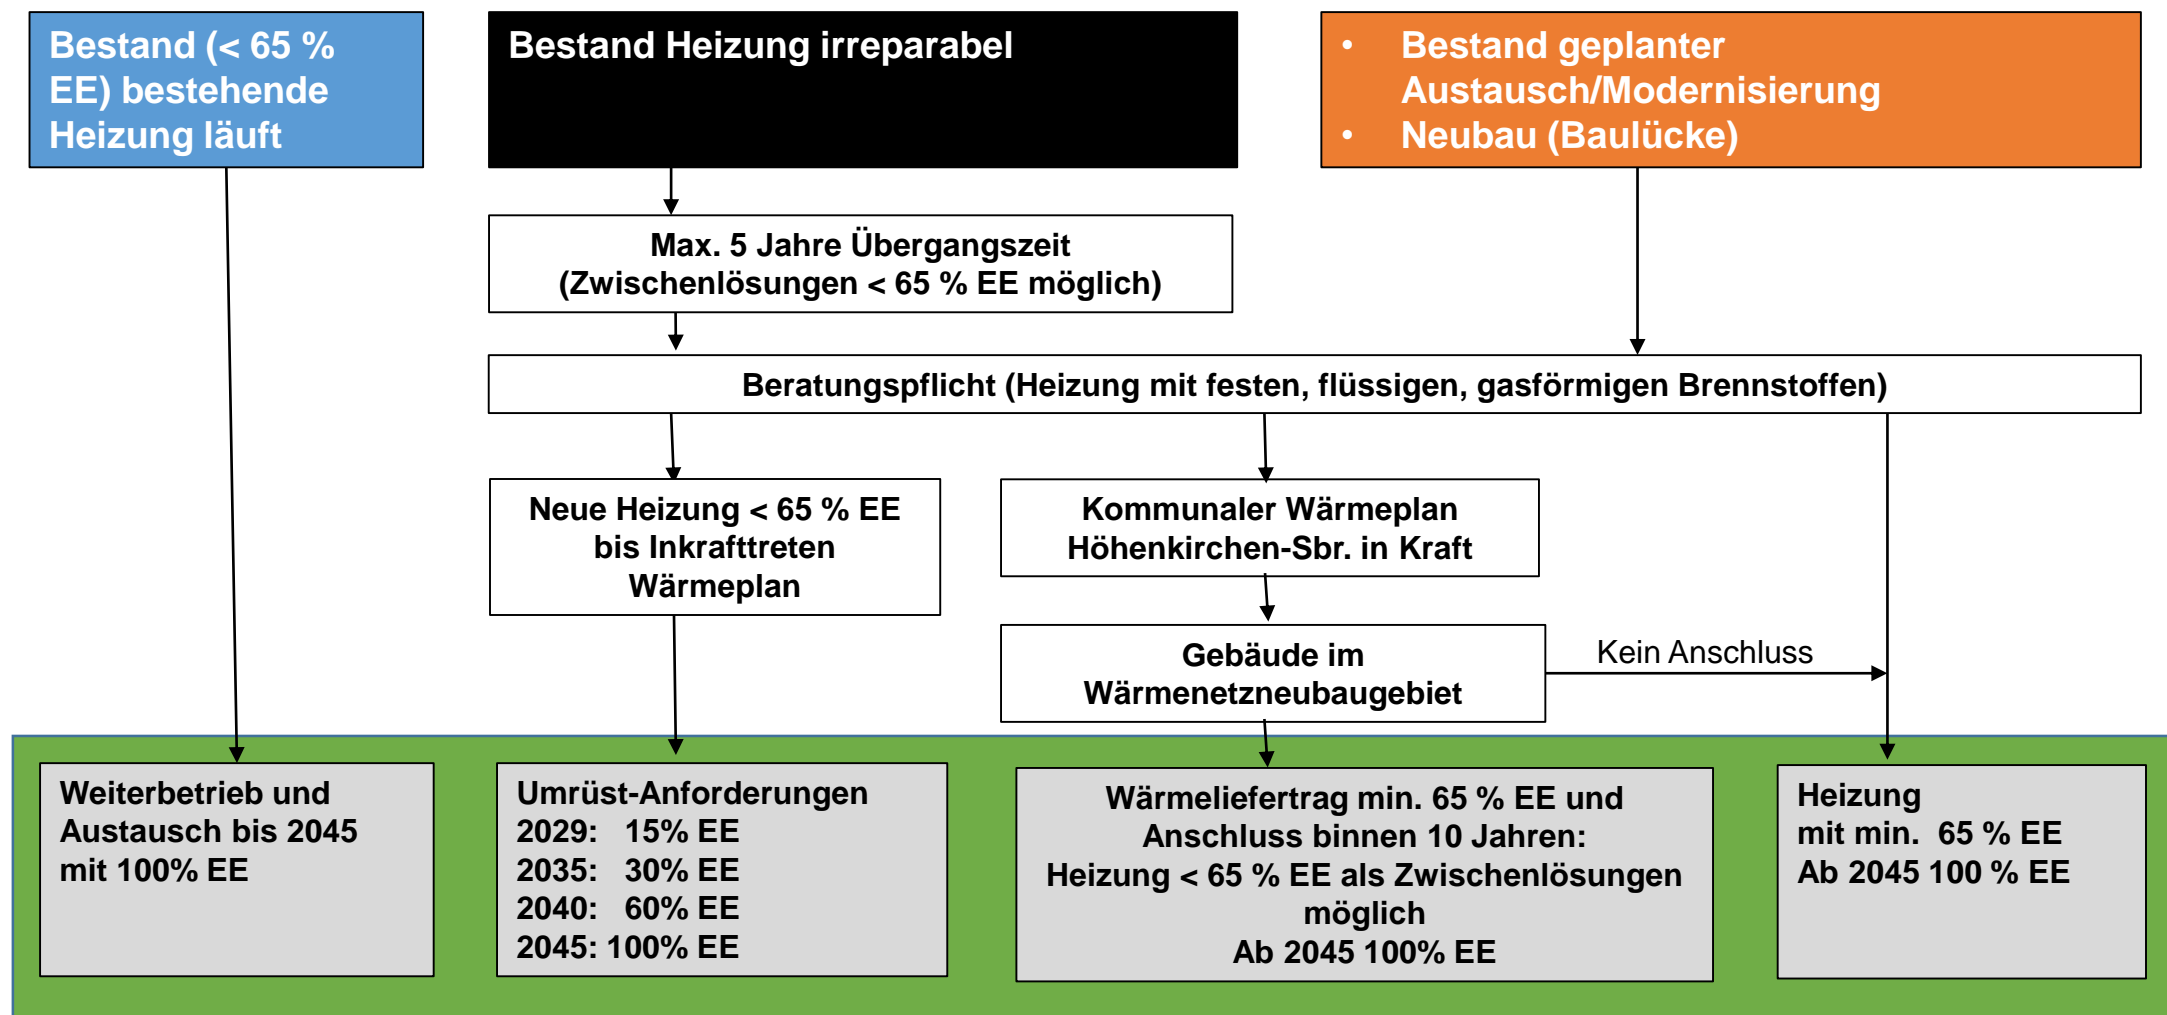 Bestand (< 65 %
EE) bestehende
Heizung läuft
Bestand Heizung irreparabel
• Bestand geplanter
Austausch/Modernisierung
• Neubau (Baulücke)
Max. 5 Jahre Übergangszeit
(Zwischenlösungen < 65 % EE möglich)
Beratungspflicht (Heizung mit festen, flüssigen, gasförmigen Brennstoffen)
Neue Heizung < 65 % EE
bis Inkrafttreten
Wärmeplan
Kommunaler Wärmeplan
Höhenkirchen-Sbr. in Kraft
Gebäude im
Wärmenetzneubaugebiet
Kein Anschluss
Weiterbetrieb und
Austausch bis 2045
mit 100% EE
Umrüst-Anforderungen
2029: 15% EE
2035: 30% EE
2040: 60% EE
2045: 100% EE
Wärmeliefertrag min. 65 % EE und
Anschluss binnen 10 Jahren:
Heizung < 65 % EE als Zwischenlösungen
möglich
Ab 2045 100% EE
Heizung
mit min. 65 % EE
Ab 2045 100 % EE